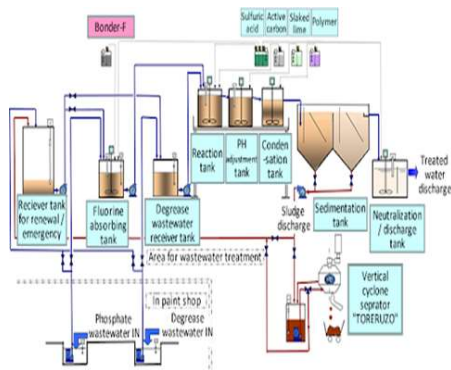 Bonder-F
Sulfuric
acid
Active
carbon
Slaked
lime
Polymer
Reaction
tank
PH
adjustment
tank
Conden
-sation
tank
Treated
water
discharge
Reciever tank
for renewal /
emergency
Fluorine
absorbing
tank
Degrease
wastewater
receiver tank
Sludge
discharge
Sedimentation
tank
Neutralization
/ discharge
tank
Area for wastewater treatment
In paint shop
Vertical
cyclone
seprator
"TORERUZO"
Phosphate
wastewater IN
Degrease
wastewater IN